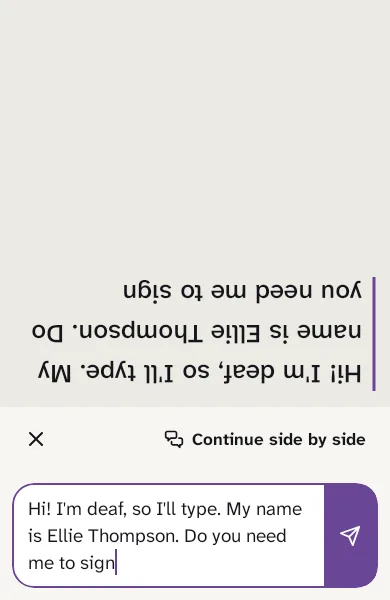 Hi! I'm deaf, so I'll type. My
name is Ellie Thompson. Do
you need me to sign
Continue side by side
Hi! I'm deaf, so I'll type. My name
is Ellie Thompson. Do you need
me to sign